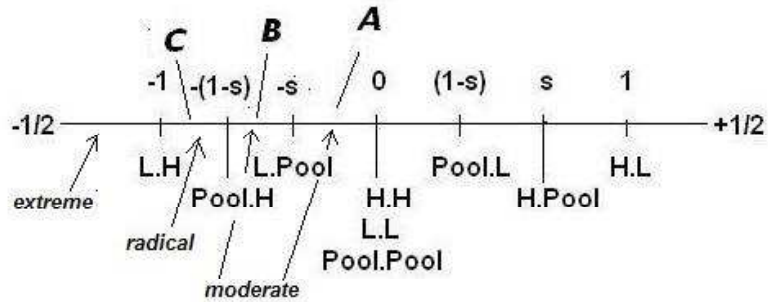 C B A
-1 -(1-s) -s 0 (1-s) s 1
-1/2 +1/2
L.H L.Pool Pool.L H.L
extreme Pool.H H.H H.Pool
radical L.L
Pool.Pool
moderate